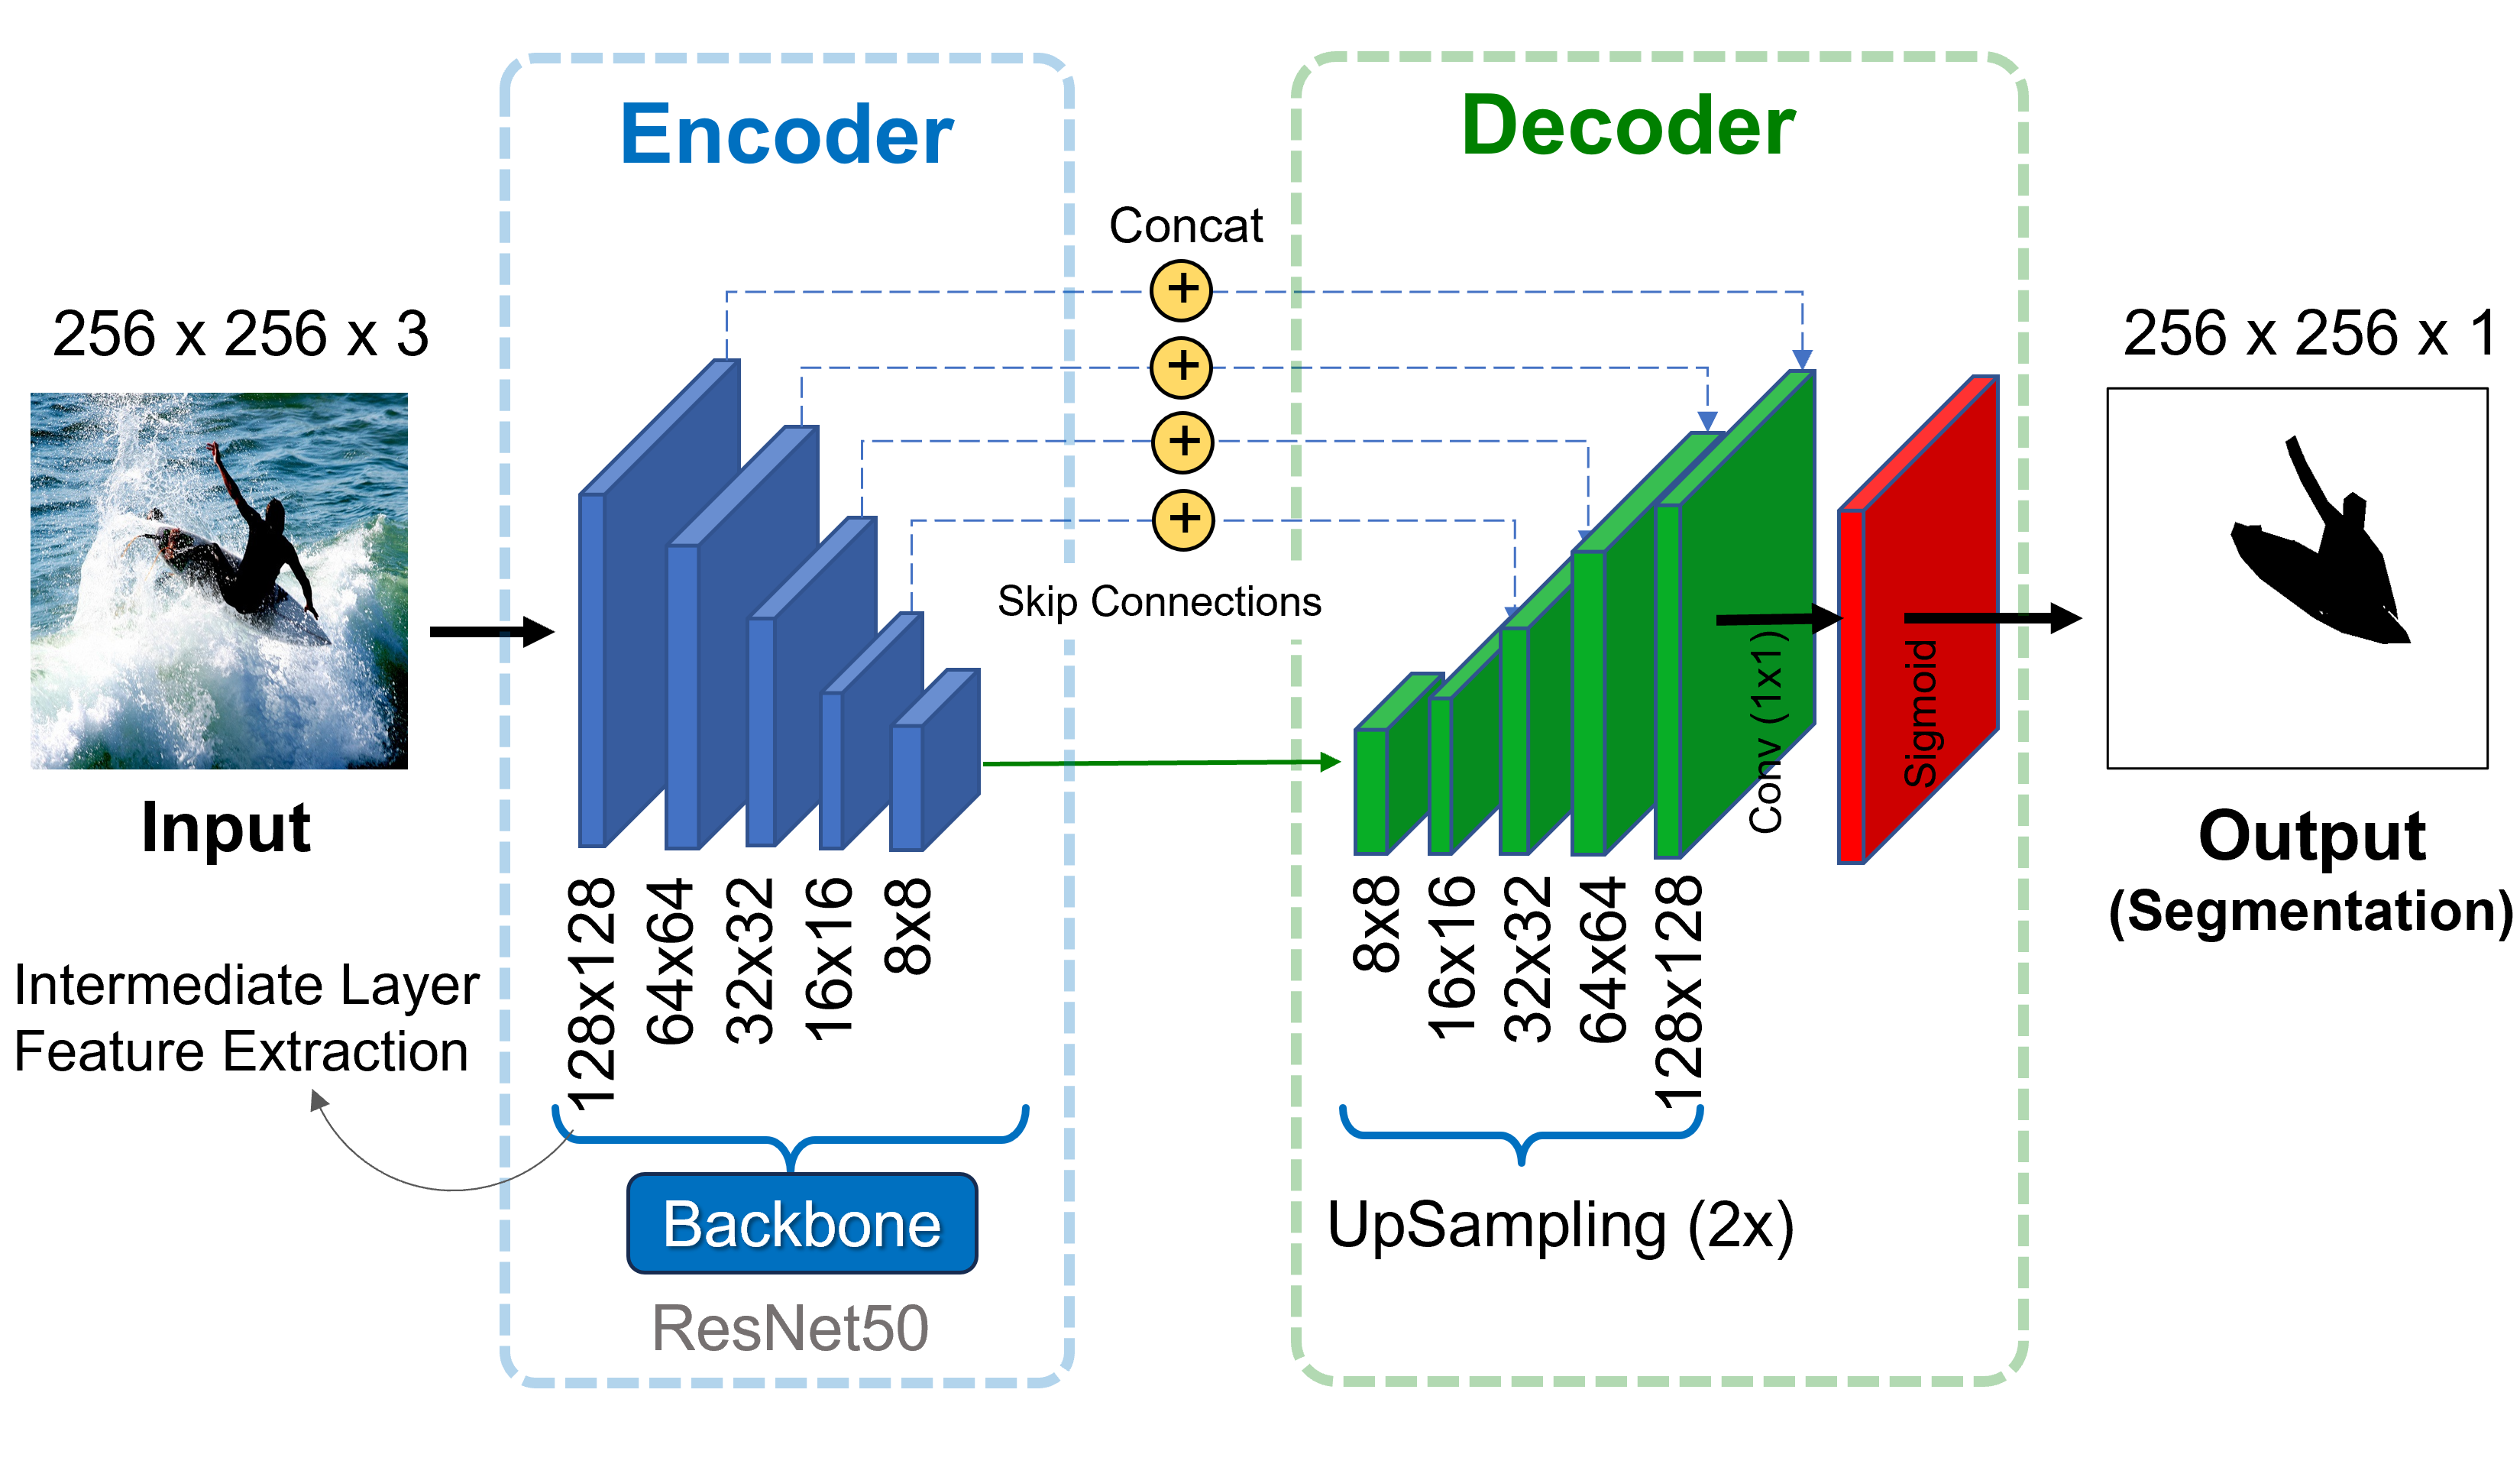 Encoder
Decoder
Concat
+
+
+
+
Skip Connections
256 x 256 x 3
Input
256 x 256 x 1
Output
(Segmentation)
Conv (1x1)
Sigmoid
128x128
64x64
32x32
16x16
8x8
8x8
16x16
32x32
64x64
128x128
Intermediate Layer
Feature Extraction
Backbone
ResNet50
UpSampling (2x)